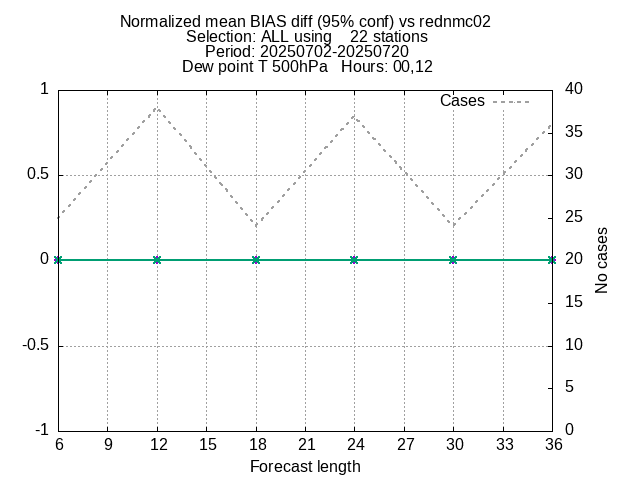 Normalized mean BIAS diff (95% conf) vs rednmc02
Selection: ALL using    22 stations
Period: 20250702-20250720
Dew point T 500hPa   Hours: 00,12
Cases
1
0.5
0
-0.5
-1
40
35
30
25
20
15
10
5
0
No cases
6 9 12 15 18 21 24 27 30 33 36
Forecast length